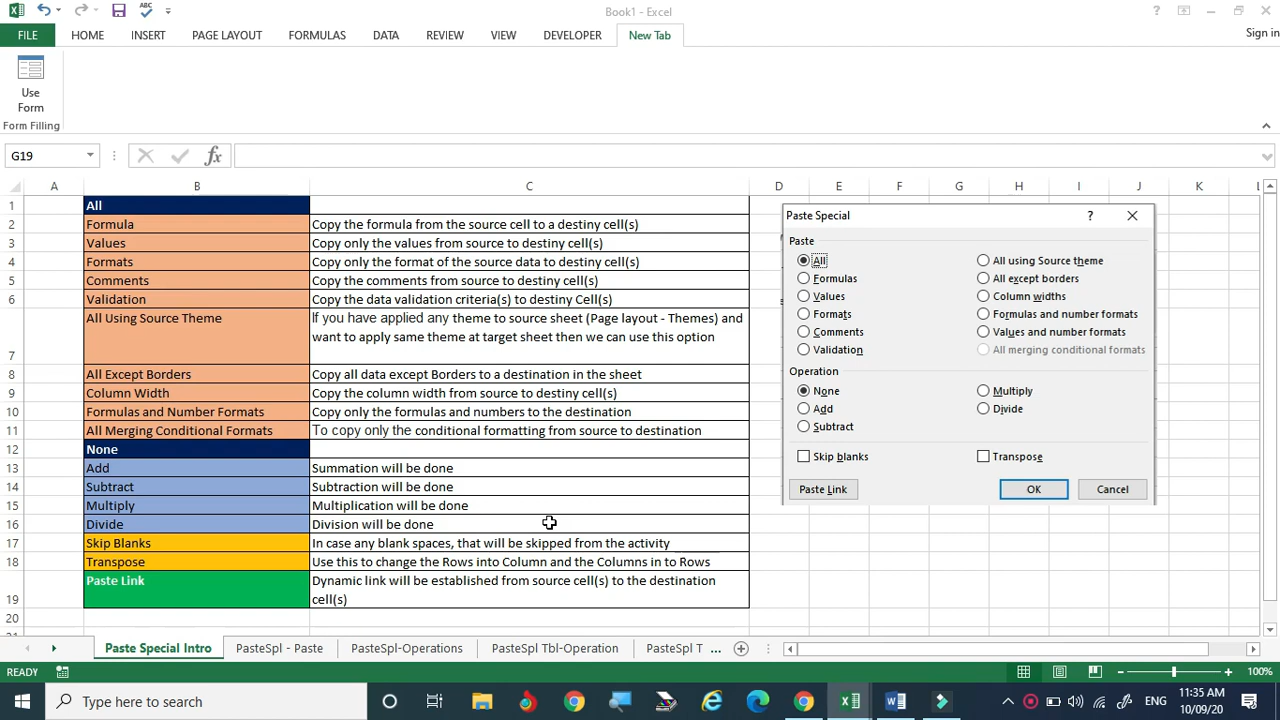 ABC
Book1 - Excel
?
FILE HOME INSERT PAGE LAYOUT FORMULAS DATA REVIEW VIEW DEVELOPER New Tab
Sign in
Use
Form
Form Filling
G19
fx
A B C D E F G H I J K L
1 All
2 Formula Copy the formula from the source cell to a destiny cell(s)
3 Values Copy only the values from source to destiny cell(s)
4 Formats Copy only the format of the source data to destiny cell(s)
5 Comments Copy the comments from source to destiny cell(s)
6 Validation Copy the data validation criteria(s) to destiny Cell(s)
All Using Source Theme If you have applied any theme to source sheet (Page layout - Themes) and
want to apply same theme at target sheet then we can use this option
7
8 All Except Borders Copy all data except Borders to a destination in the sheet
9 Column Width Copy the column width from source to destiny cell(s)
10 Formulas and Number Formats Copy only the formulas and numbers to the destination
11 All Merging Conditional Formats To copy only the conditional formatting from source to destination
12 None
13 Add Summation will be done
14 Subtract Subtraction will be done
15 Multiply Multiplication will be done
16 Divide Division will be done
17 Skip Blanks In case any blank spaces, that will be skipped from the activity
18 Transpose Use this to change the Rows into Column and the Columns in to Rows
Paste Link Dynamic link will be established from source cell(s) to the destination
19 cell(s)
20
21
Paste Special ?
Paste
All All using Source theme
Formulas All except borders
Values Column widths
Formats Formulas and number formats
Comments Values and number formats
Validation All merging conditional formats
Operation
None Multiply
Add Divide
Subtract
Skip blanks Transpose
Paste Link OK Cancel
Paste Special Intro PasteSpl - Paste PasteSpl-Operations PasteSpl Tbl-Operation PasteSpl T ...
READY 100%
Type here to search
ENG
11:35 AM
10/09/20